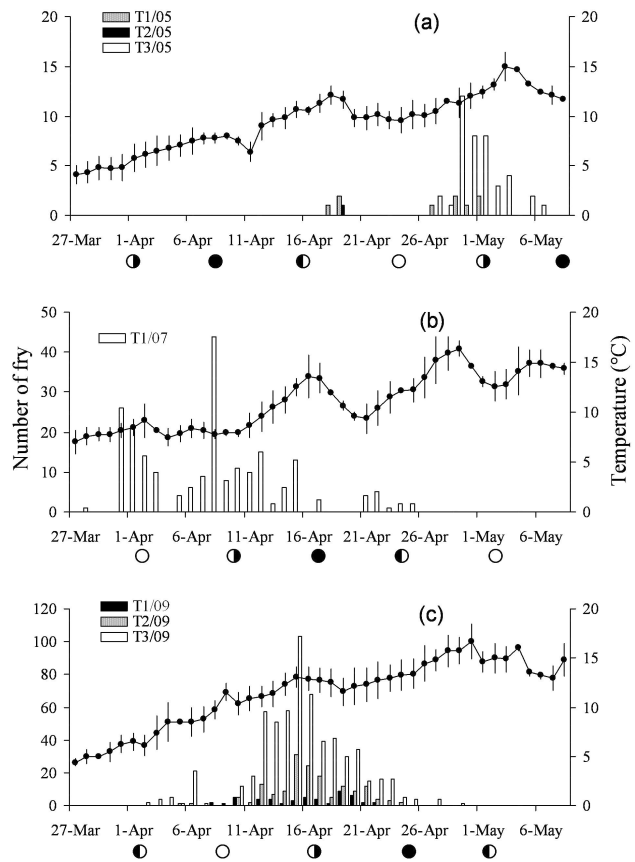 20 20
T1/05
T2/05
T3/05
(a)
15 15
10 10
5 5
0 0
27-Mar 1-Apr 6-Apr 11-Apr 16-Apr 21-Apr 26-Apr 1-May 6-May
50 20
T1/07
(b)
40 15
30
10
20
5
10
0 0
27-Mar 1-Apr 6-Apr 11-Apr 16-Apr 21-Apr 26-Apr 1-May 6-May
Number of fry
Temperature (°C)
120 20
T1/09
T2/09
T3/09
(c)
100
80 15
60 10
40
20 5
0 0
27-Mar 1-Apr 6-Apr 11-Apr 16-Apr 21-Apr 26-Apr 1-May 6-May